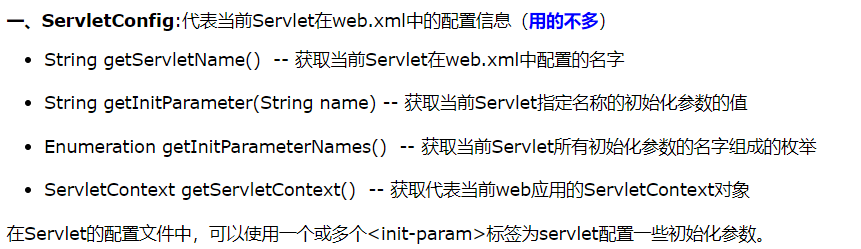 一、ServletConfig:代表当前Servlet在web.xml中的配置信息（用的不多）
• String getServletName()  -- 获取当前Servlet在web.xml中配置的名字
• String getInitParameter(String name) -- 获取当前Servlet指定名称的初始化参数的值
• Enumeration getInitParameterNames()  -- 获取当前Servlet所有初始化参数的名字组成的枚举
• ServletContext getServletContext()  -- 获取代表当前web应用的ServletContext对象
在Servlet的配置文件中，可以使用一个或多个<init-param>标签为servlet配置一些初始化参数。